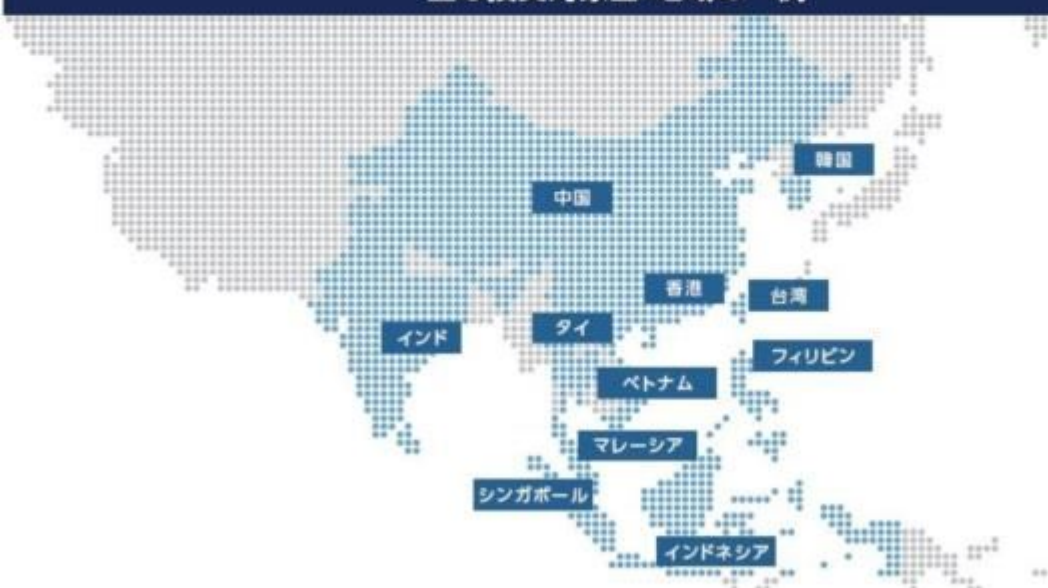 韓国
中国
香港
台湾
インド
タイ
フィリピン
ベトナム
マレーシア
シンガポール
インドネシア